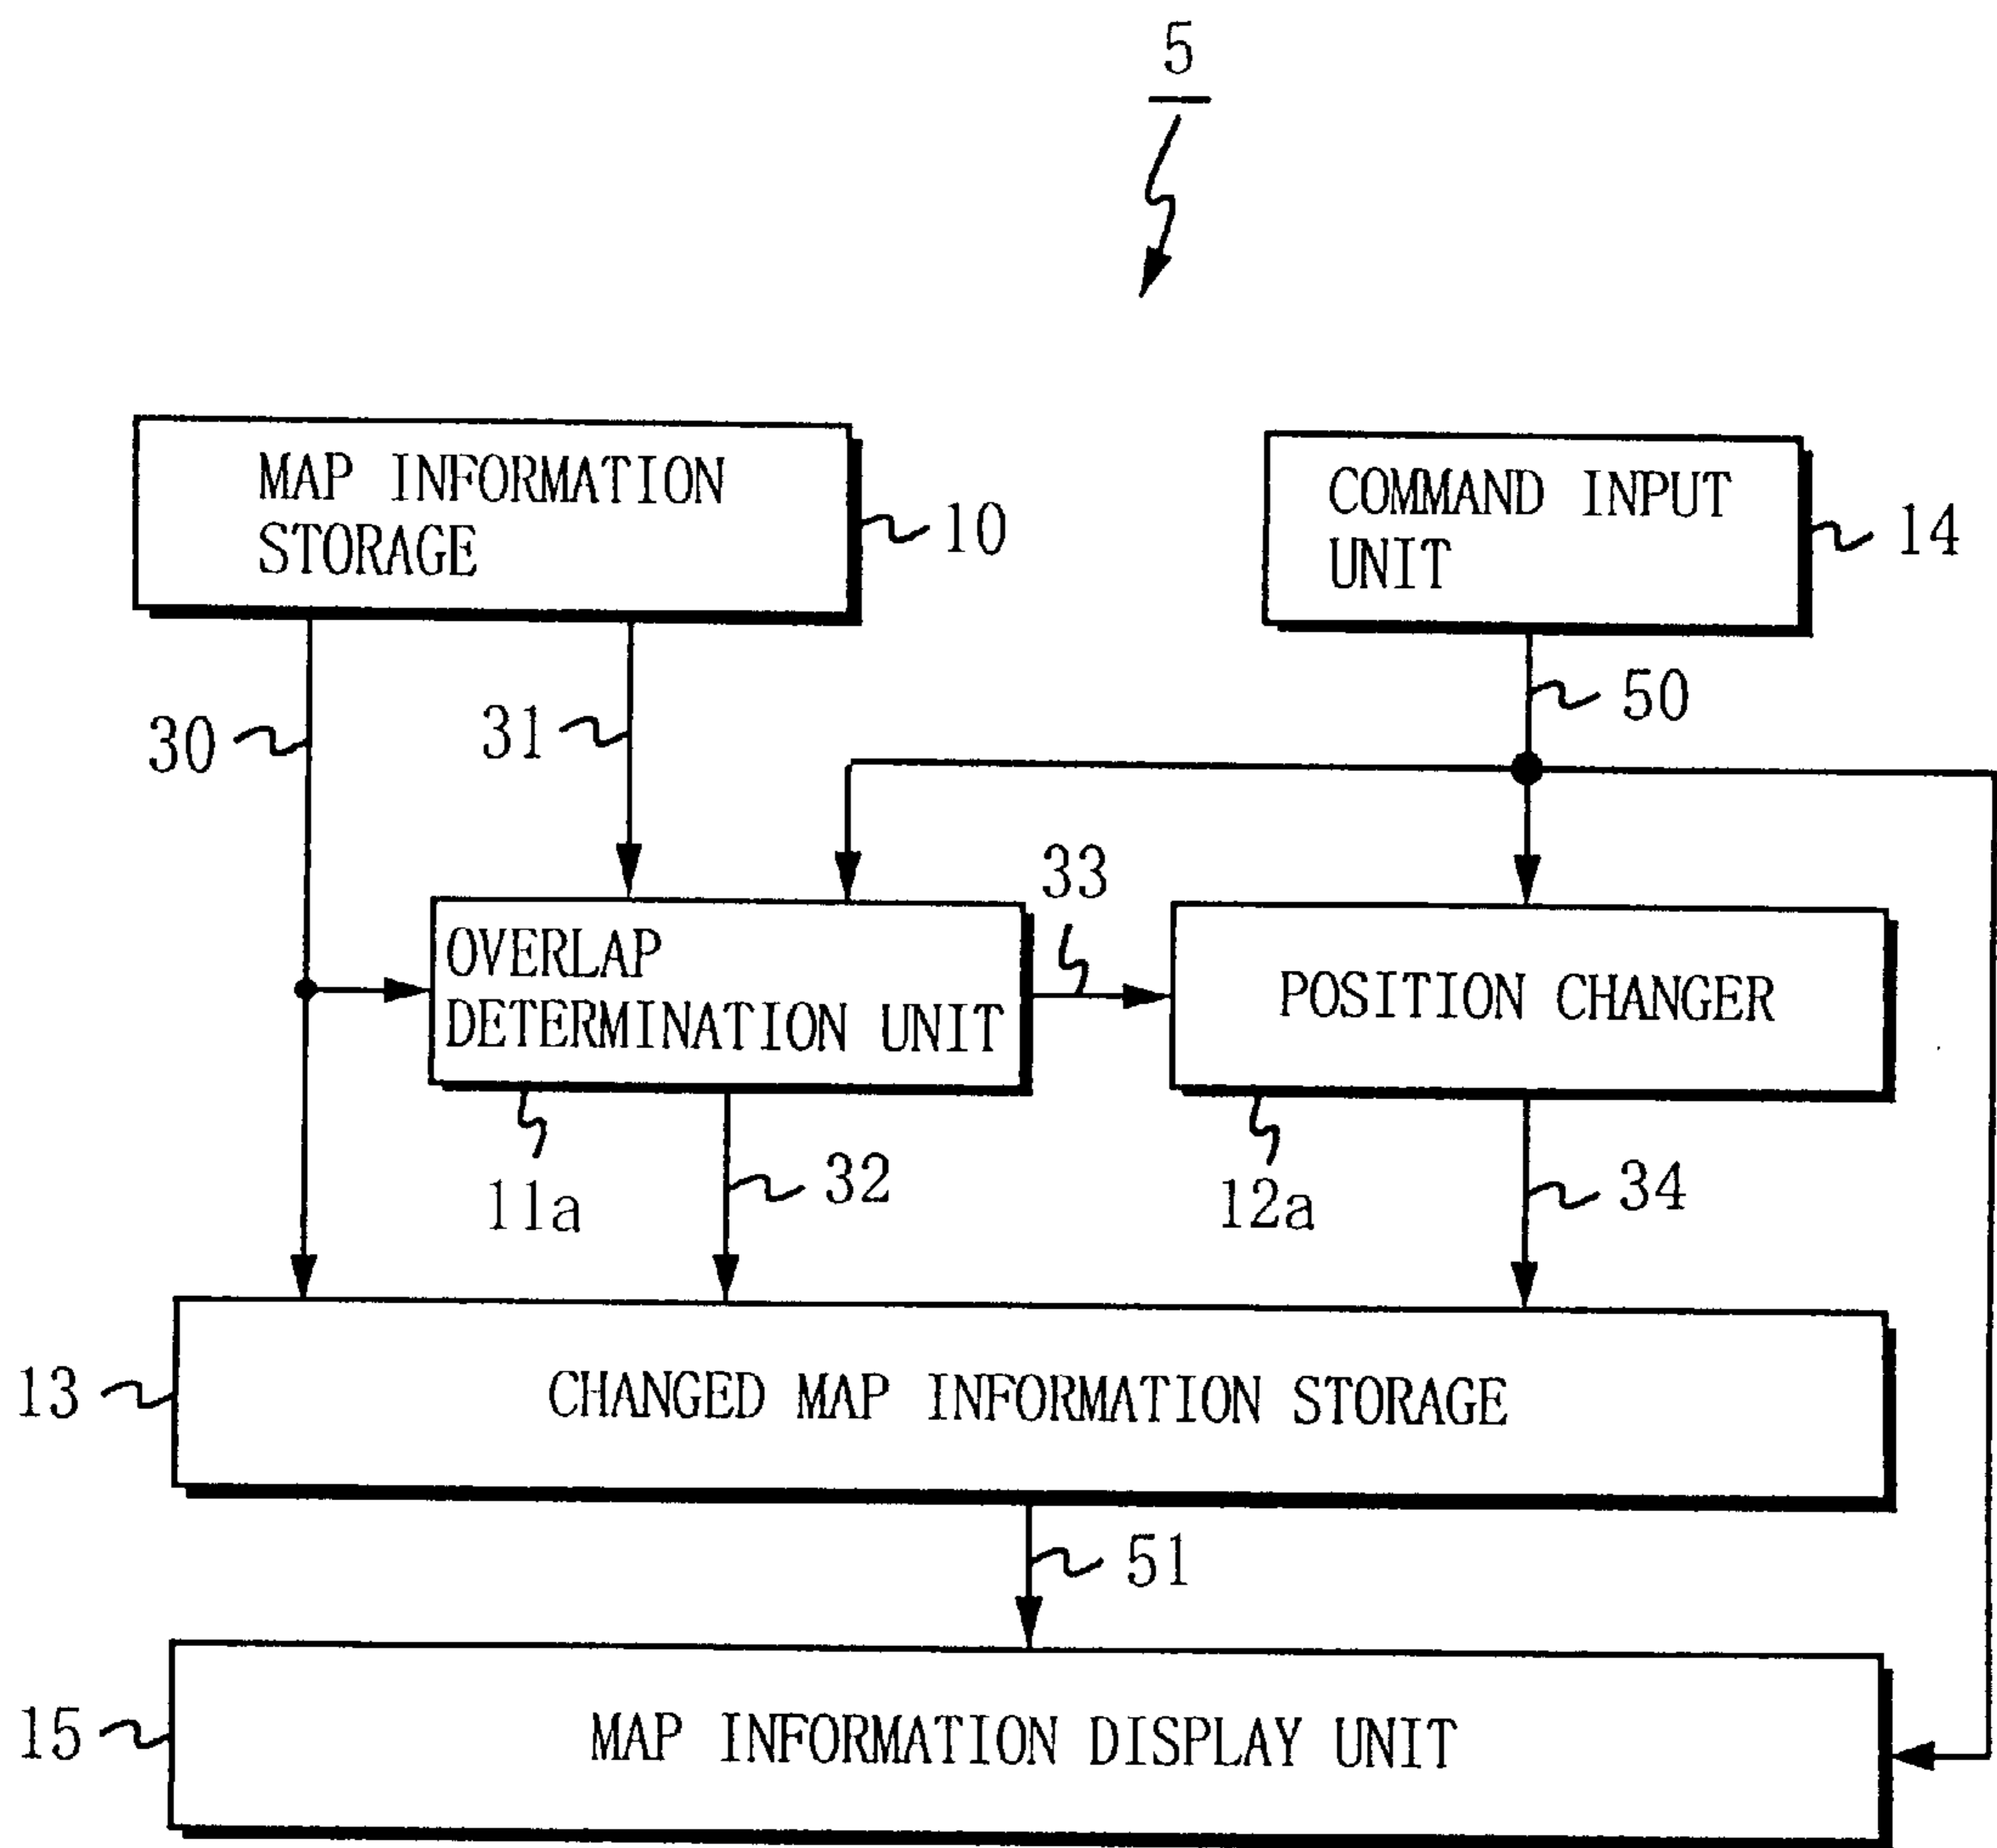 5
MAP INFORMATION
STORAGE
10
COMMAND INPUT
UNIT
14
30
31
50
33
OVERLAP
DETERMINATION UNIT
POSITION CHANGER
11a
32
12a
34
13
CHANGED MAP INFORMATION STORAGE
51
15
MAP INFORMATION DISPLAY UNIT